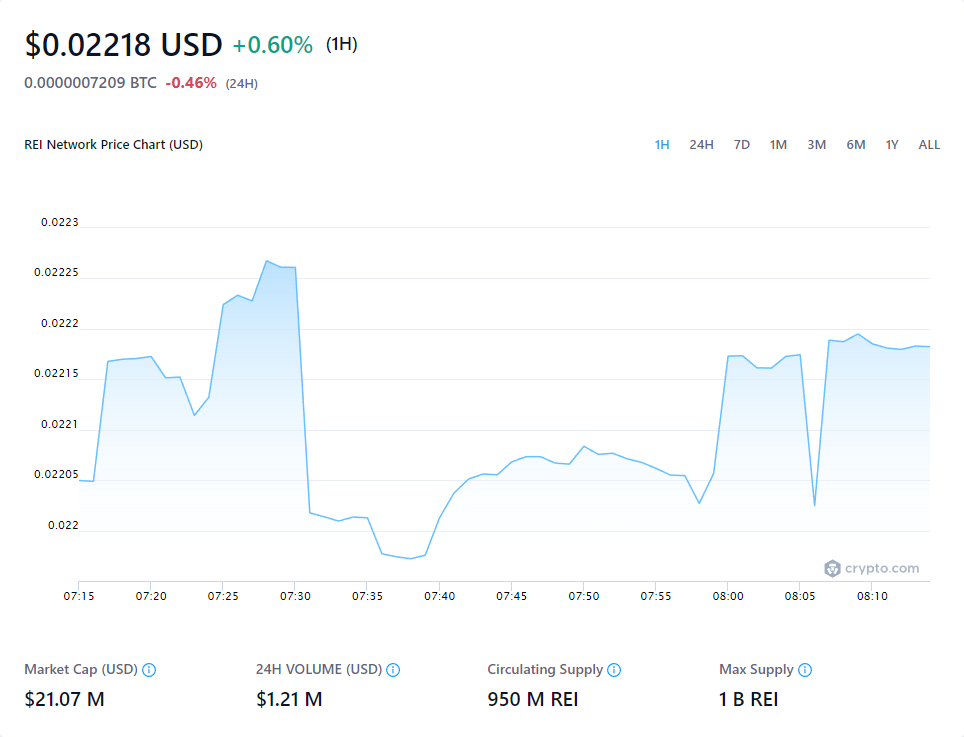 $0.02218 USD +0.60% (1H)
0.0000007209 BTC -0.46% (24H)
REI Network Price Chart (USD) 1H 24H 7D 1M 3M 6M 1Y ALL
0.0223
0.02225
0.0222
0.02215
0.0221
0.02205
0.022
crypto.com
07:15 07:20 07:25 07:30 07:35 07:40 07:45 07:50 07:55 08:00 08:05 08:10
Market Cap (USD) 24H VOLUME (USD) Circulating Supply Max Supply
$21.07 M $1.21 M 950 M REI 1 B REI